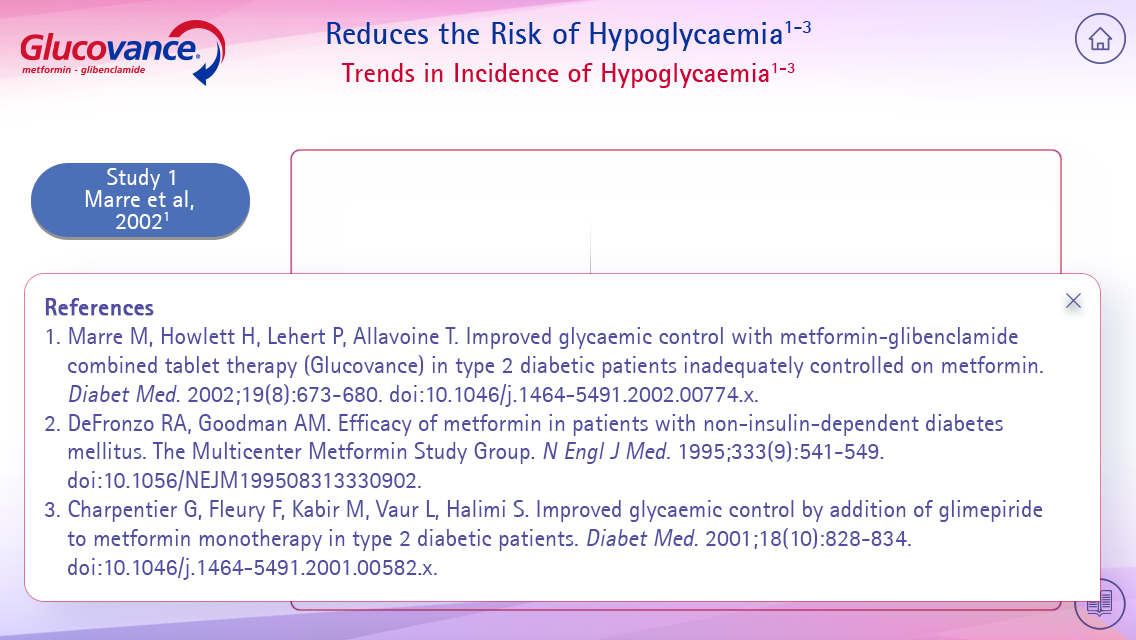 Glucovance®
metformin - glibenclamide
Reduces the Risk of Hypoglycaemia1-3
Trends in Incidence of Hypoglycaemia1-3
Study 1
Marre et al,
20021
References
1. Marre M, Howlett H, Lehert P, Allavoine T. Improved glycaemic control with metformin-glibenclamide
combined tablet therapy (Glucovance) in type 2 diabetic patients inadequately controlled on metformin.
Diabet Med. 2002;19(8):673-680. doi:10.1046/j.1464-5491.2002.00774.x.
2. DeFronzo RA, Goodman AM. Efficacy of metformin in patients with non-insulin-dependent diabetes
mellitus. The Multicenter Metformin Study Group. N Engl J Med. 1995;333(9):541-549.
doi:10.1056/NEJM199508313330902.
3. Charpentier G, Fleury F, Kabir M, Vaur L, Halimi S. Improved glycaemic control by addition of glimepiride
to metformin monotherapy in type 2 diabetic patients. Diabet Med. 2001;18(10):828-834.
doi:10.1046/j.1464-5491.2001.00582.x.